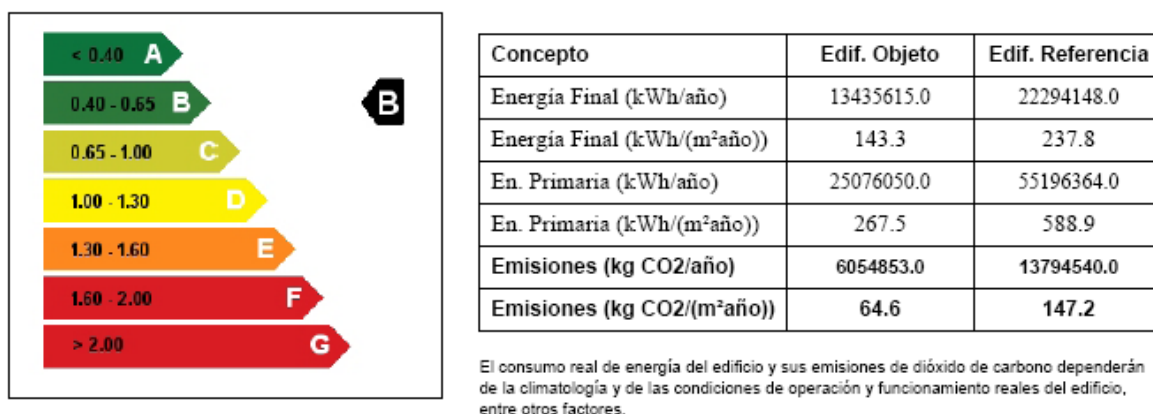 < 0.40 A
0.40 - 0.65 B
B
0.65 - 1.00 C
1.00 - 1.30 D
1.30 - 1.60 E
1.60 - 2.00 F
> 2.00 G
Concepto Edif. Objeto Edif. Referencia
Energía Final (kWh/año) 13435615.0 22294148.0
Energía Final (kWh/(m²año)) 143.3 237.8
En. Primaria (kWh/año) 25076050.0 55196364.0
En. Primaria (kWh/(m²año)) 267.5 588.9
Emisiones (kg CO2/año) 6054853.0 13794540.0
Emisiones (kg CO2/(m²año)) 64.6 147.2
El consumo real de energía del edificio y sus emisiones de dióxido de carbono dependerán
de la climatología y de las condiciones de operación y funcionamiento reales del edificio,
entre otros factores.